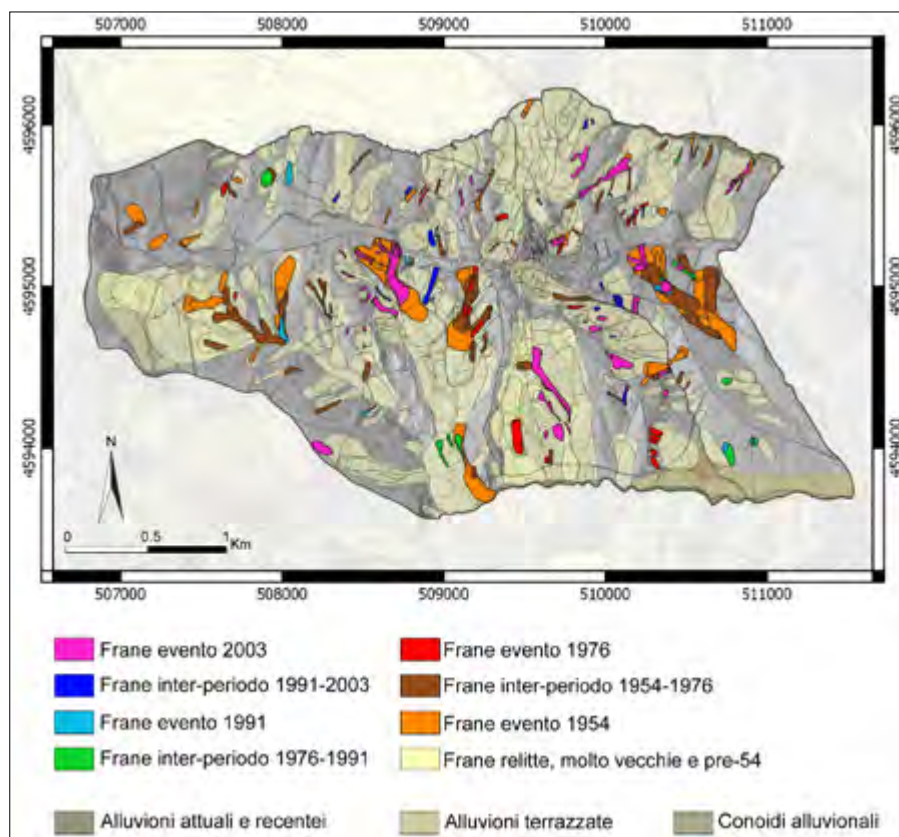 507000 508000 509000 510000 511000
4596000 4596000
4595000 4595000
4594000 4594000
N
0 0.5 1
Km
507000 508000 509000 510000 511000
Frane evento 2003 Frane evento 1976
Frane inter-periodo 1991-2003 Frane inter-periodo 1954-1976
Frane evento 1991 Frane evento 1954
Frane inter-periodo 1976-1991 Frane relitte, molto vecchie e pre-54
Alluvioni attuali e recentei Alluvioni terrazzate Conoidi alluvionali